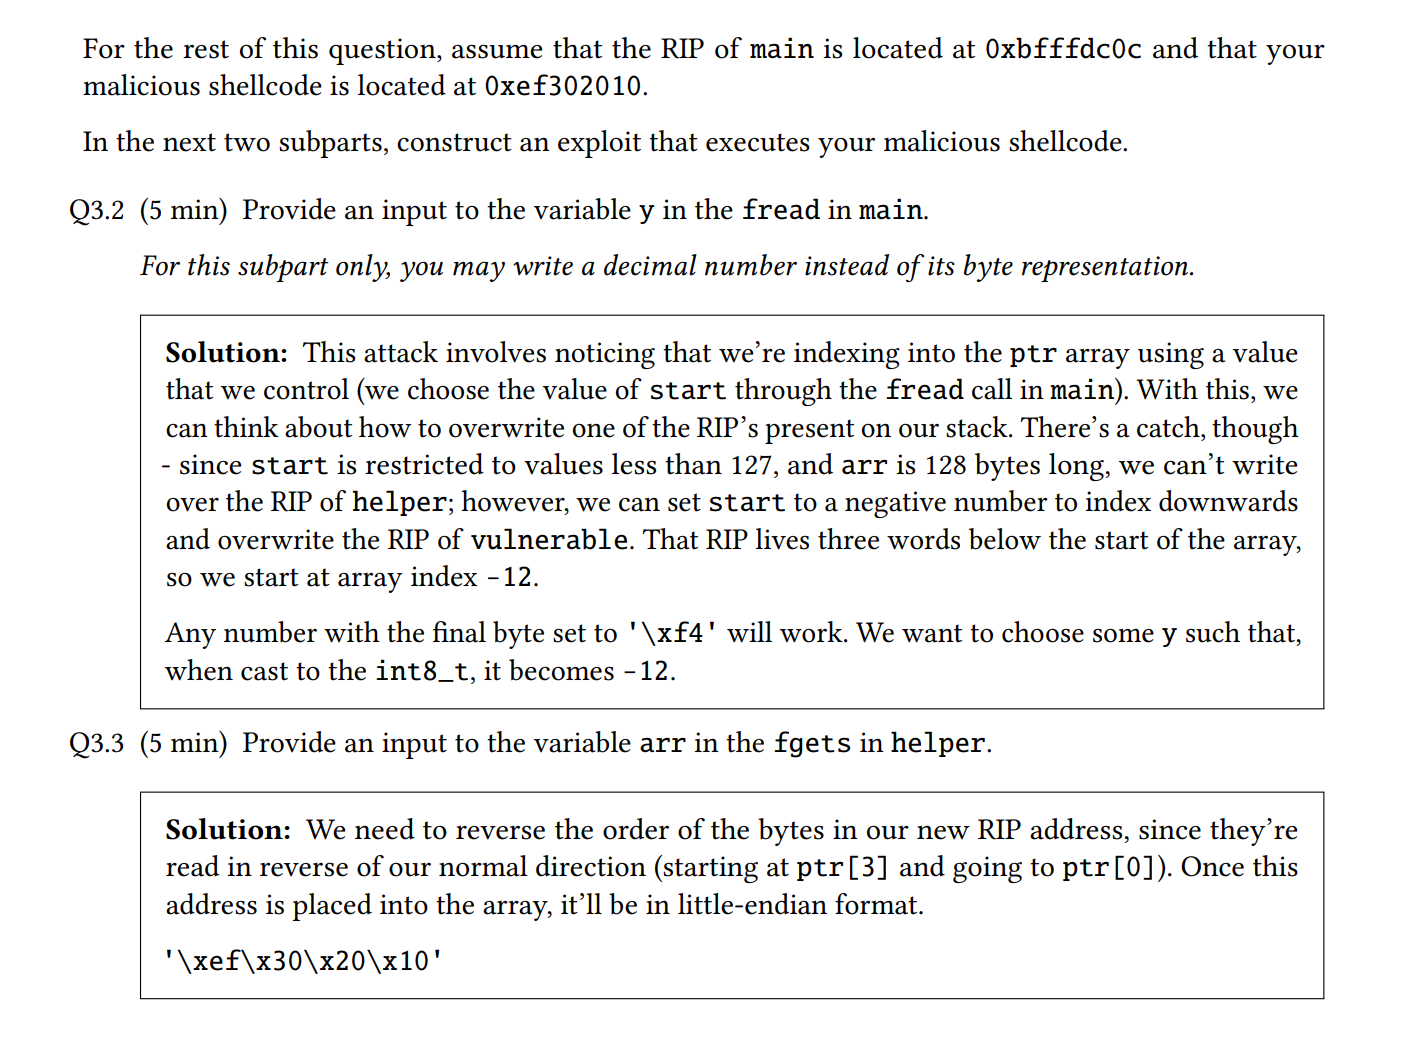 For the rest of this question, assume that the RIP of main is located at 0xbfffdc0c and that your
malicious shellcode is located at 0xef302010.
In the next two subparts, construct an exploit that executes your malicious shellcode.
Q3.2 (5 min) Provide an input to the variable y in the fread in main.
For this subpart only, you may write a decimal number instead of its byte representation.
Solution: This attack involves noticing that we're indexing into the ptr array using a value
that we control (we choose the value of start through the fread call in main). With this, we
can think about how to overwrite one of the RIP's present on our stack. There's a catch, though
- since start is restricted to values less than 127, and arr is 128 bytes long, we can't write
over the RIP of helper; however, we can set start to a negative number to index downwards
and overwrite the RIP of vulnerable. That RIP lives three words below the start of the array,
so we start at array index -12.
Any number with the final byte set to '\xf4' will work. We want to choose some y such that,
when cast to the int8_t, it becomes -12.
Q3.3 (5 min) Provide an input to the variable arr in the fgets in helper.
Solution: We need to reverse the order of the bytes in our new RIP address, since they're
read in reverse of our normal direction (starting at ptr[3] and going to ptr[0]). Once this
address is placed into the array, it'll be in little-endian format.
'\xef\x30\x20\x10'